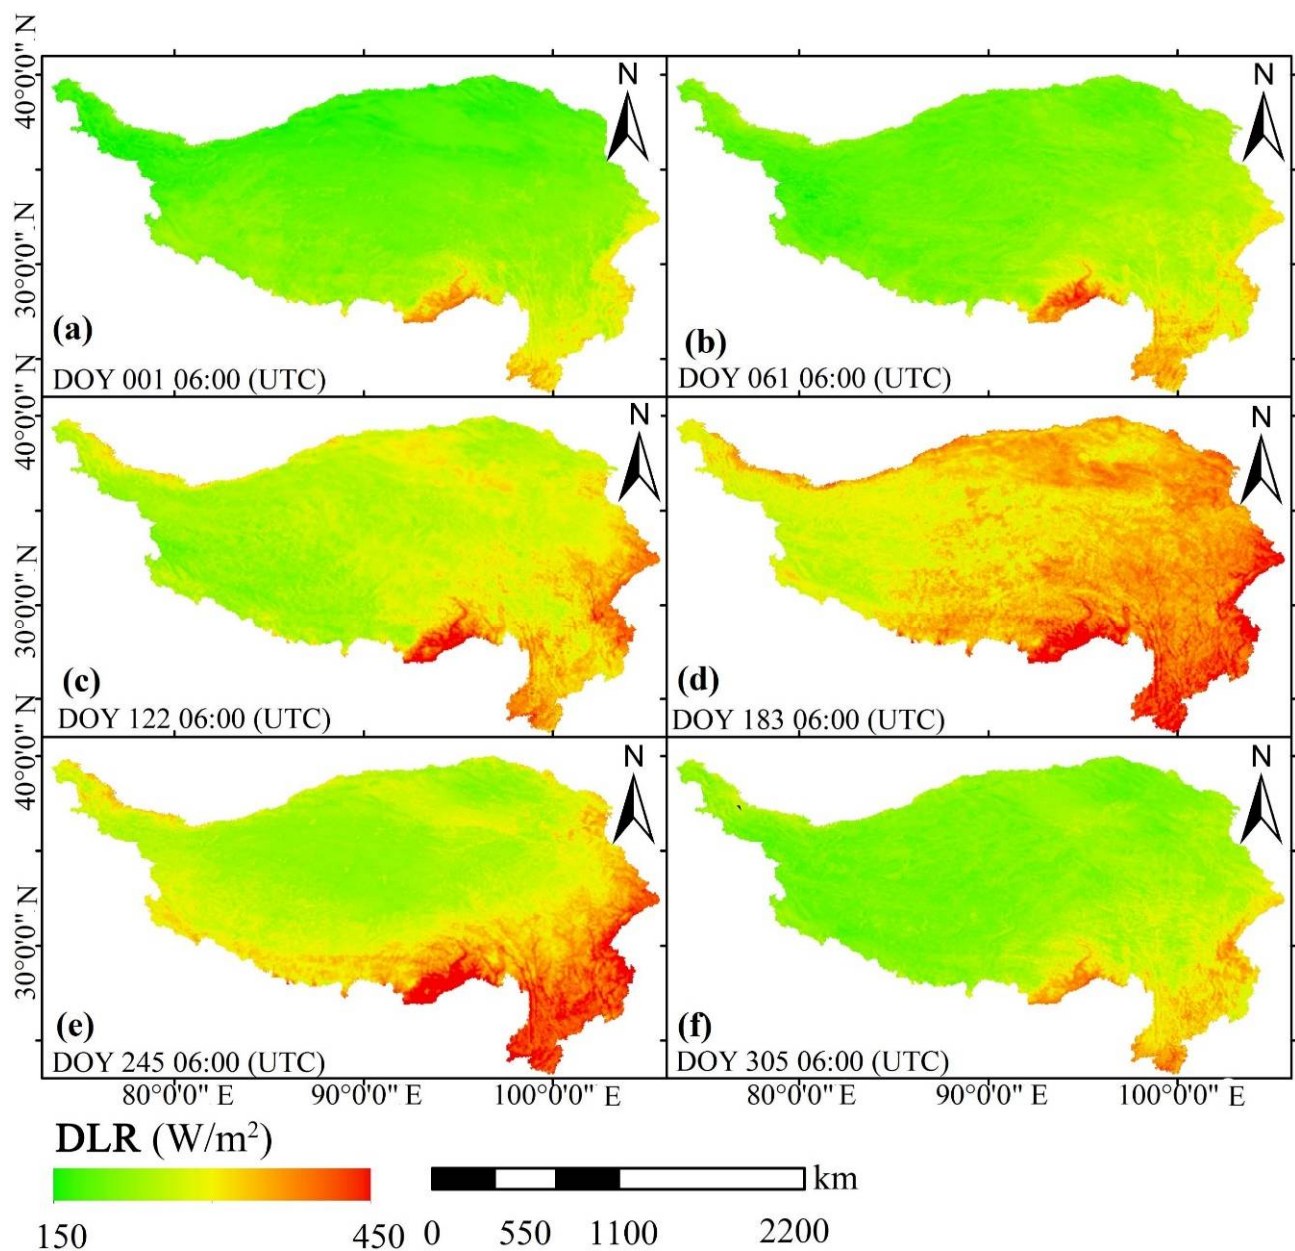 N
N
40°0'0" N
30°0'0" N
(a)
DOY 001 06:00 (UTC)
(b)
DOY 061 06:00 (UTC)
N
N
40°0'0" N
30°0'0" N
(c)
DOY 122 06:00 (UTC)
(d)
DOY 183 06:00 (UTC)
N
N
40°0'0" N
30°0'0" N
(e)
DOY 245 06:00 (UTC)
(f)
DOY 305 06:00 (UTC)
80°0'0" E 90°0'0" E 100°0'0" E 80°0'0" E 90°0'0" E 100°0'0" E
DLR (W/m²)
km
150 450 0 550 1100 2200